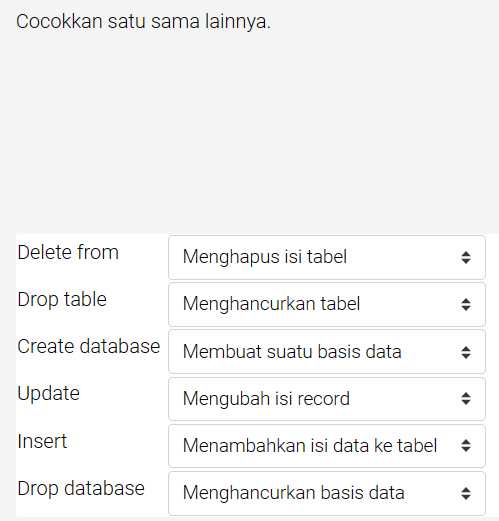 Cocokkan satu sama lainnya.
Delete from Menghapus isi tabel
Drop table Menghancurkan tabel
Create database Membuat suatu basis data
Update Mengubah isi record
Insert Menambahkan isi data ke tabel
Drop database Menghancurkan basis data